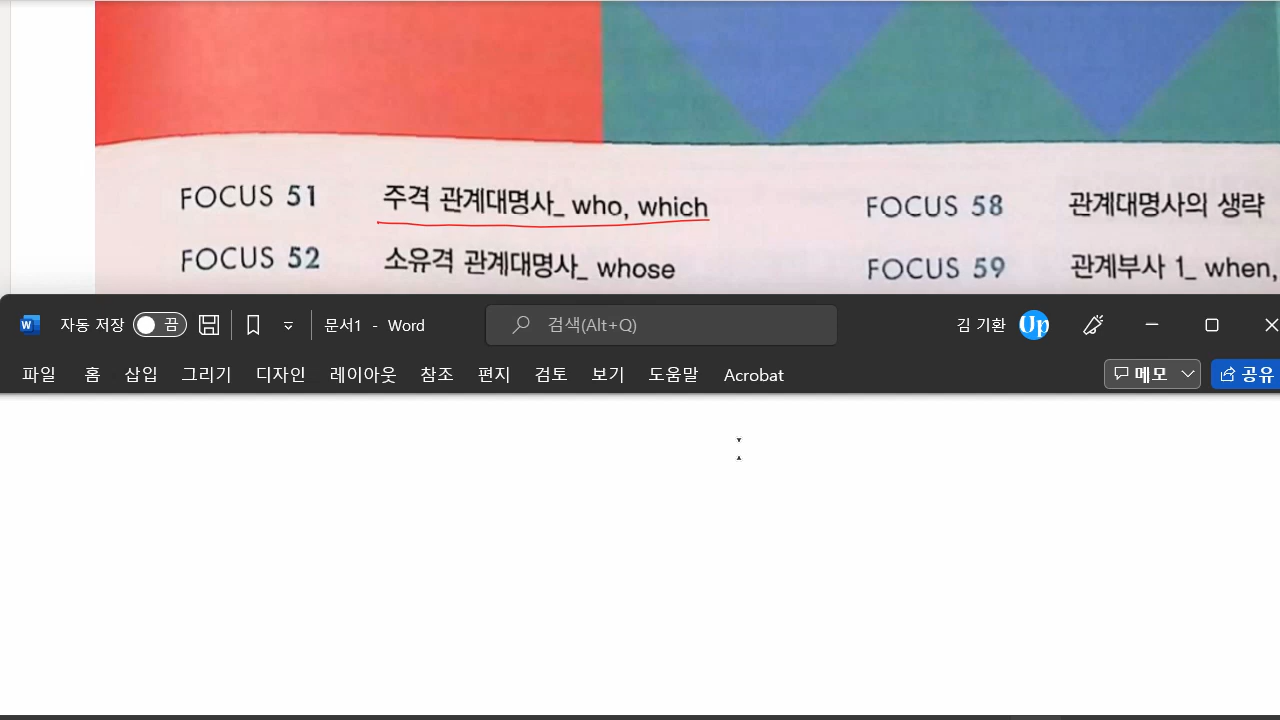 FOCUS 51 주격 관계대명사_ who, which
FOCUS 58 관계대명사의 생략
FOCUS 52 소유격 관계대명사_ whose
FOCUS 59 관계부사 1_ when,
자동 저장 끔 문서1 - Word 검색(Alt+Q) 김 기환 Up
파일 홈 삽입 그리기 디자인 레이아웃 참조 편지 검토 보기 도움말 Acrobat 메모 공유